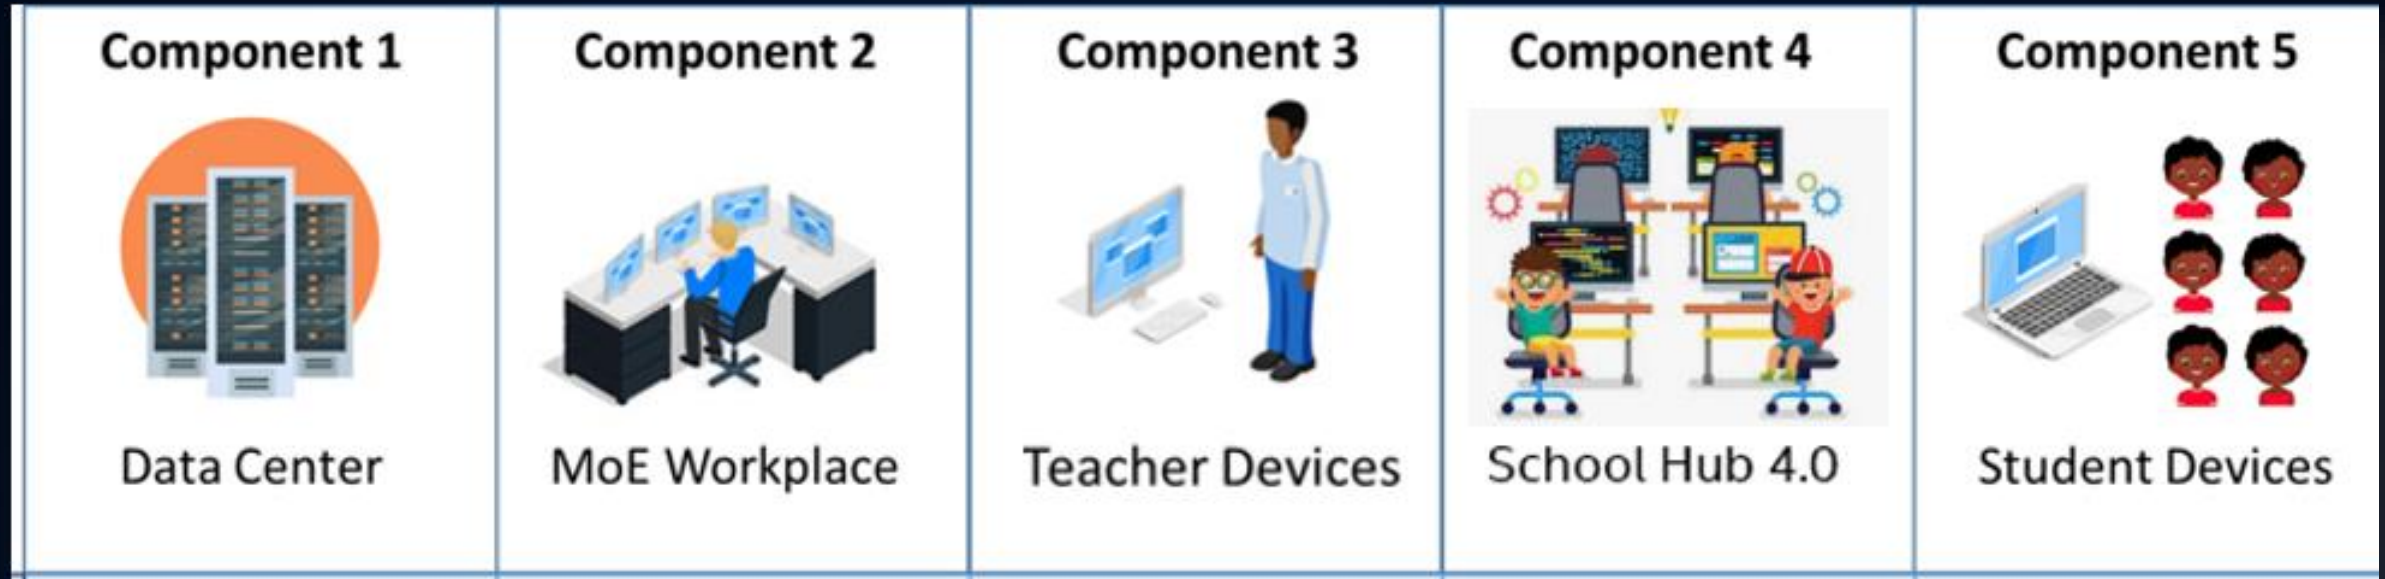 Component 1
Data Center
Component 2
MoE Workplace
Component 3
Teacher Devices
Component 4
School Hub 4.0
Component 5
Student Devices